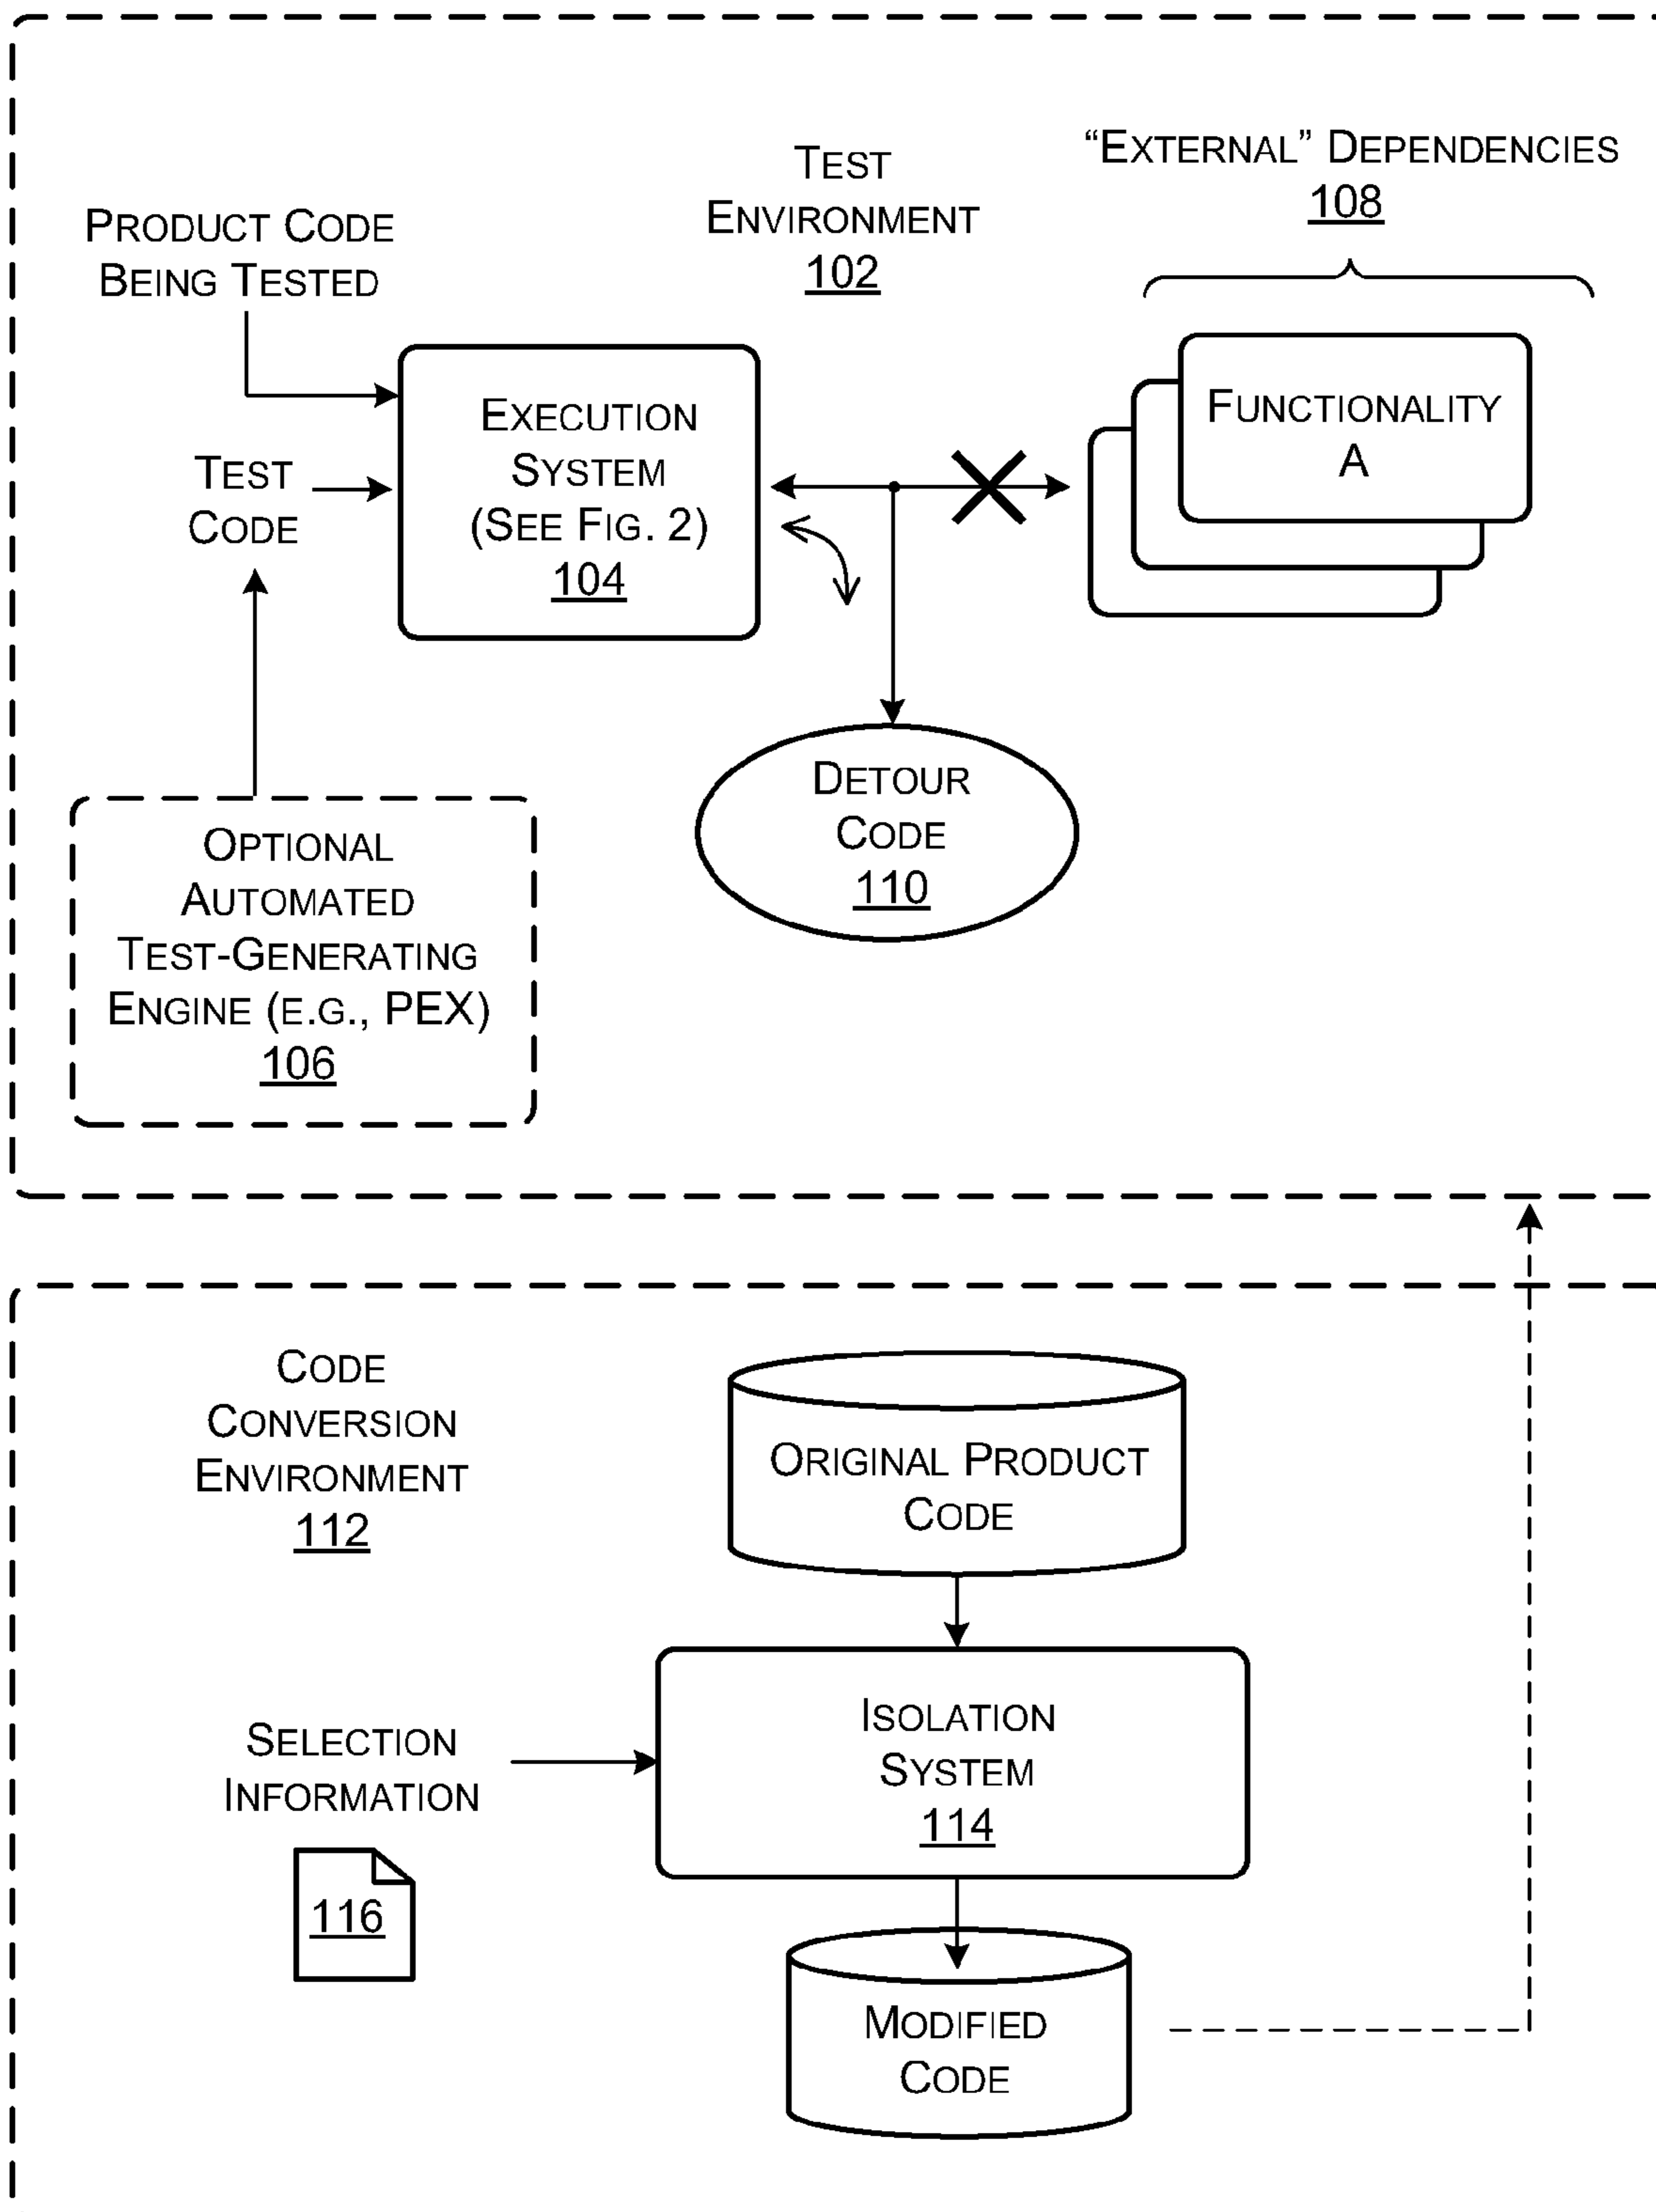 TEST
ENVIRONMENT
102
“EXTERNAL” DEPENDENCIES
108
PRODUCT CODE
BEING TESTED
TEST
CODE
EXECUTION
SYSTEM
(SEE FIG. 2)
104
FUNCTIONALITY
A
DETOUR
CODE
110
OPTIONAL
AUTOMATED
TEST-GENERATING
ENGINE (E.G., PEX)
106
CODE
CONVERSION
ENVIRONMENT
112
ORIGINAL PRODUCT
CODE
SELECTION
INFORMATION
116
ISOLATION
SYSTEM
114
MODIFIED
CODE